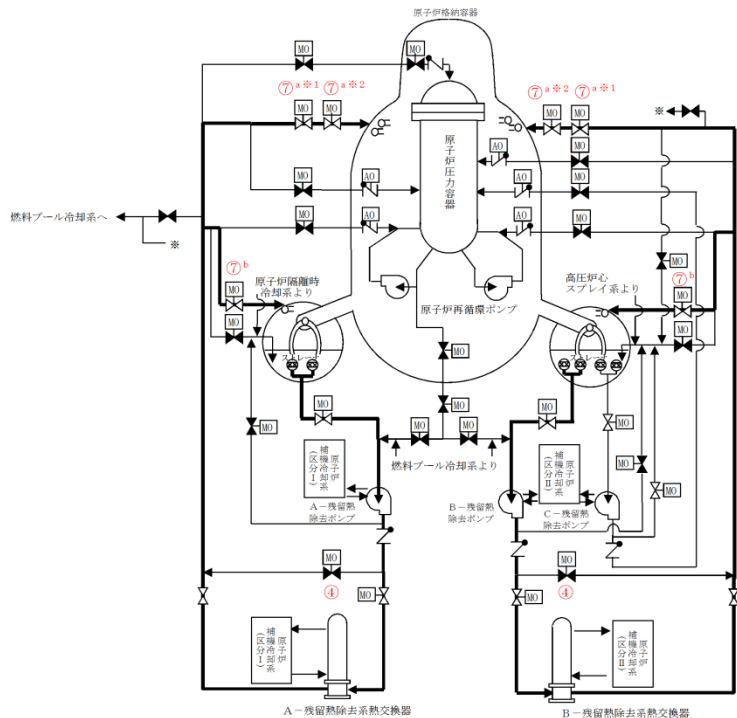 原子炉格納容器
MO
MO
⑦a※1
⑦a※2
⑦a※2
⑦a※1
MO
MO
MO
MO
※
原子炉圧力容器
AO
MO
MO
AO
AO
MO
MO
AO
AO
MO
燃料プール冷却系へ
※
⑦b
原子炉隔離時
冷却系より
高圧炉心
スプレイ系より
⑦b
MO
MO
MO
MO
原子炉再循環ポンプ
MO
MO
ストレーナ
ストレーナ
MO
MO
MO
MO
MO
MO
MO
MO
MO
MO
燃料プール冷却系より
原子炉
補機冷却系
(区分Ⅰ)
原子炉
補機冷却系
(区分Ⅱ)
A-残留熱
除去ポンプ
B-残留熱
除去ポンプ
C-残留熱
除去ポンプ
MO
④
MO
MO
④
MO
原子炉
補機冷却系
(区分Ⅰ)
原子炉
補機冷却系
(区分Ⅱ)
A-残留熱除去系熱交換器
B-残留熱除去系熱交換器